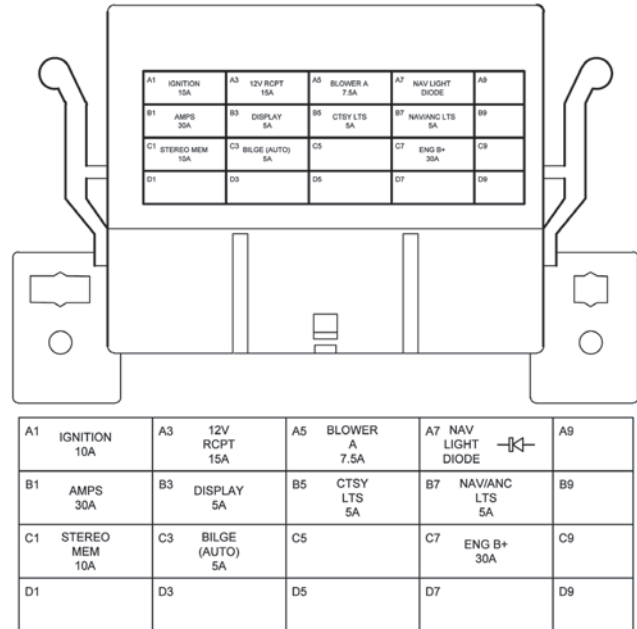 A1 IGNITION 10A
A3 12V RCPT 15A
A5 BLOWER A 7.5A
A7 NAV LIGHT DIODE
A9
B1 AMPS 30A
B3 DISPLAY 5A
B5 CTSY LTS 5A
B7 NAV/ANC LTS 5A
B9
C1 STEREO MEM 10A
C3 BILGE (AUTO) 5A
C5
C7 ENG B+ 30A
C9
D1
D3
D5
D7
D9
A1 IGNITION 10A
A3 12V RCPT 15A
A5 BLOWER A 7.5A
A7 NAV LIGHT DIODE
A9
B1 AMPS 30A
B3 DISPLAY 5A
B5 CTSY LTS 5A
B7 NAV/ANC LTS 5A
B9
C1 STEREO MEM 10A
C3 BILGE (AUTO) 5A
C5
C7 ENG B+ 30A
C9
D1
D3
D5
D7
D9